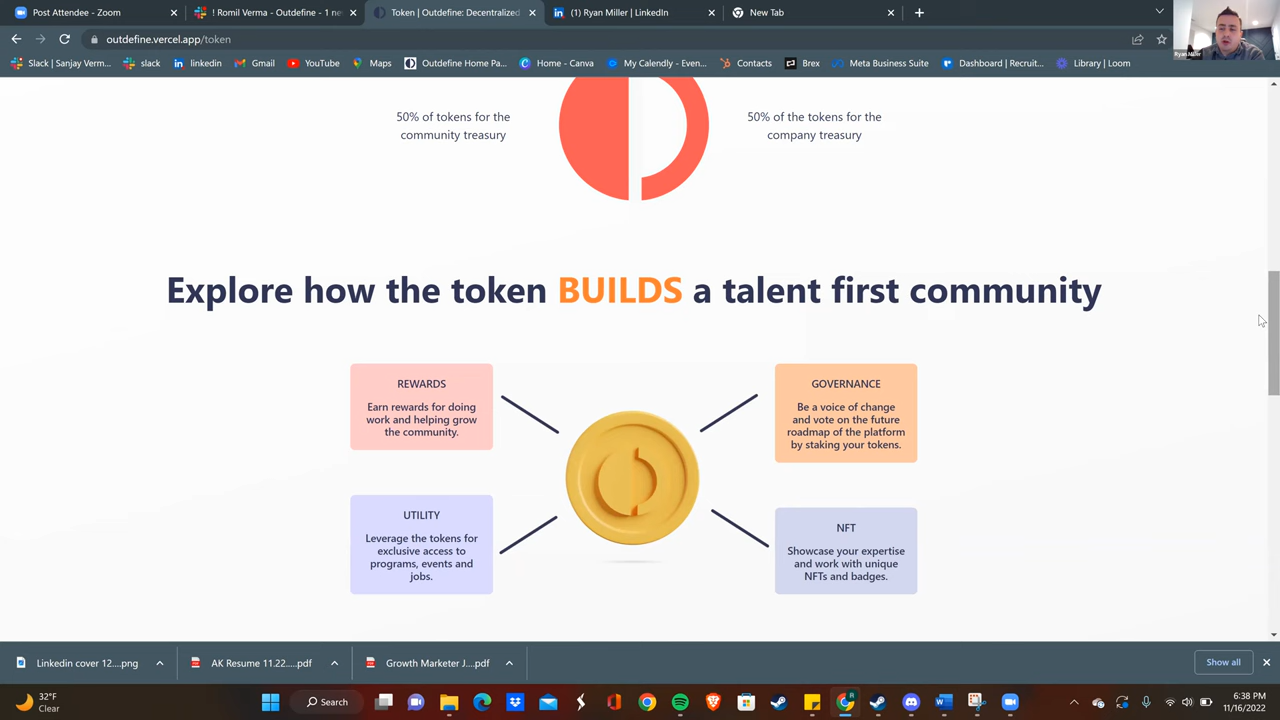 Post Attendee - Zoom
! Romil Verma - Outdefine - 1 ne
Token | Outdefine: Decentralized
(1) Ryan Miller | LinkedIn
New Tab
outdefine.vercel.app/token
Ryan Miller
Slack | Sanjay Verm...
slack
linkedin
Gmail
YouTube
Maps
Outdefine Home Pa...
Home - Canva
My Calendly - Even...
Contacts
Brex
Meta Business Suite
Dashboard | Recruit...
Library | Loom
50% of tokens for the
community treasury
50% of the tokens for the
company treasury
Explore how the token BUILDS a talent first community
REWARDS
Earn rewards for doing
work and helping grow
the community.
GOVERNANCE
Be a voice of change
and vote on the future
roadmap of the platform
by staking your tokens.
UTILITY
Leverage the tokens for
exclusive access to
programs, events and
jobs.
NFT
Showcase your expertise
and work with unique
NFTs and badges.
Linkedin cover 12....png
AK Resume 11.22.....pdf
Growth Marketer J....pdf
Show all
32°F
Clear
Search
6:38 PM
11/16/2022